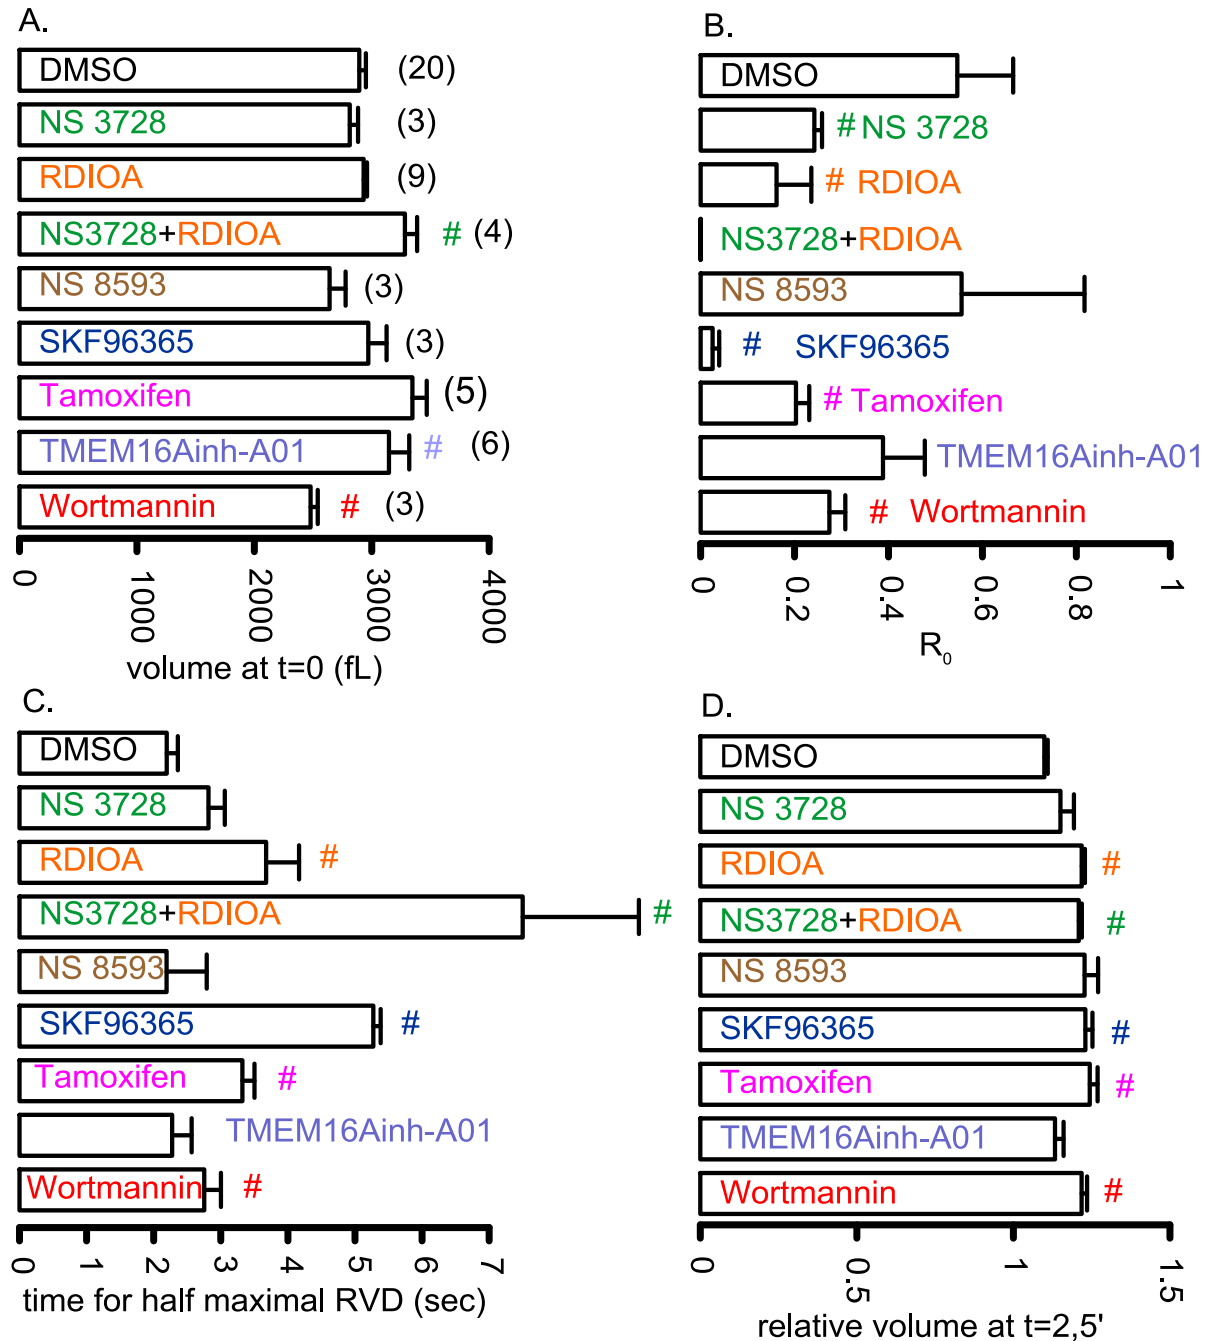 A.
DMSO (20)
NS 3728 (3)
RDIOA (9)
NS3728+RDIOA # (4)
NS 8593 (3)
SKF96365 (3)
Tamoxifen (5)
TMEM16Ainh-A01 # (6)
Wortmannin # (3)
0 1000 2000 3000 4000
volume at t=0 (fL)
B.
DMSO
# NS 3728
# RDIOA
NS3728+RDIOA
NS 8593
# SKF96365
# Tamoxifen
TMEM16Ainh-A01
# Wortmannin
0 0.2 0.4 0.6 0.8 1
R₀
C.
DMSO
NS 3728
RDIOA #
NS3728+RDIOA #
NS 8593
SKF96365 #
Tamoxifen #
TMEM16Ainh-A01
Wortmannin #
0 1 2 3 4 5 6 7
time for half maximal RVD (sec)
D.
DMSO
NS 3728
RDIOA #
NS3728+RDIOA #
NS 8593
SKF96365 #
Tamoxifen #
TMEM16Ainh-A01
Wortmannin #
0 0.5 1 1.5
relative volume at t=2,5'